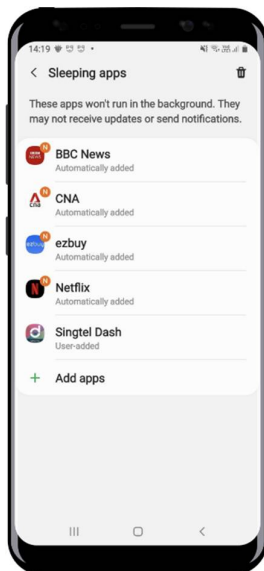 14:19
Sleeping apps
These apps won't run in the background. They
may not receive updates or send notifications.
N
BBC News
Automatically added
N
CNA
Automatically added
N
ezbuy
Automatically added
N
Netflix
Automatically added
Singtel Dash
User-added
+ Add apps